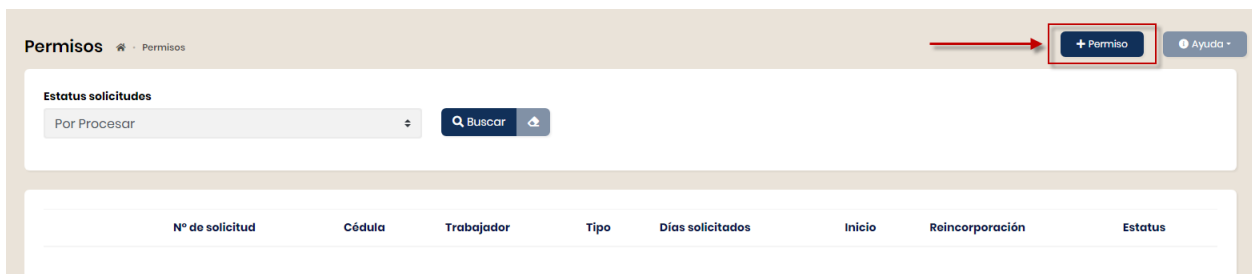 Permisos - Permisos + Permiso Ayuda
Estatus solicitudes
Por Procesar Buscar
Nº de solicitud Cédula Trabajador Tipo Días solicitados Inicio Reincorporación Estatus